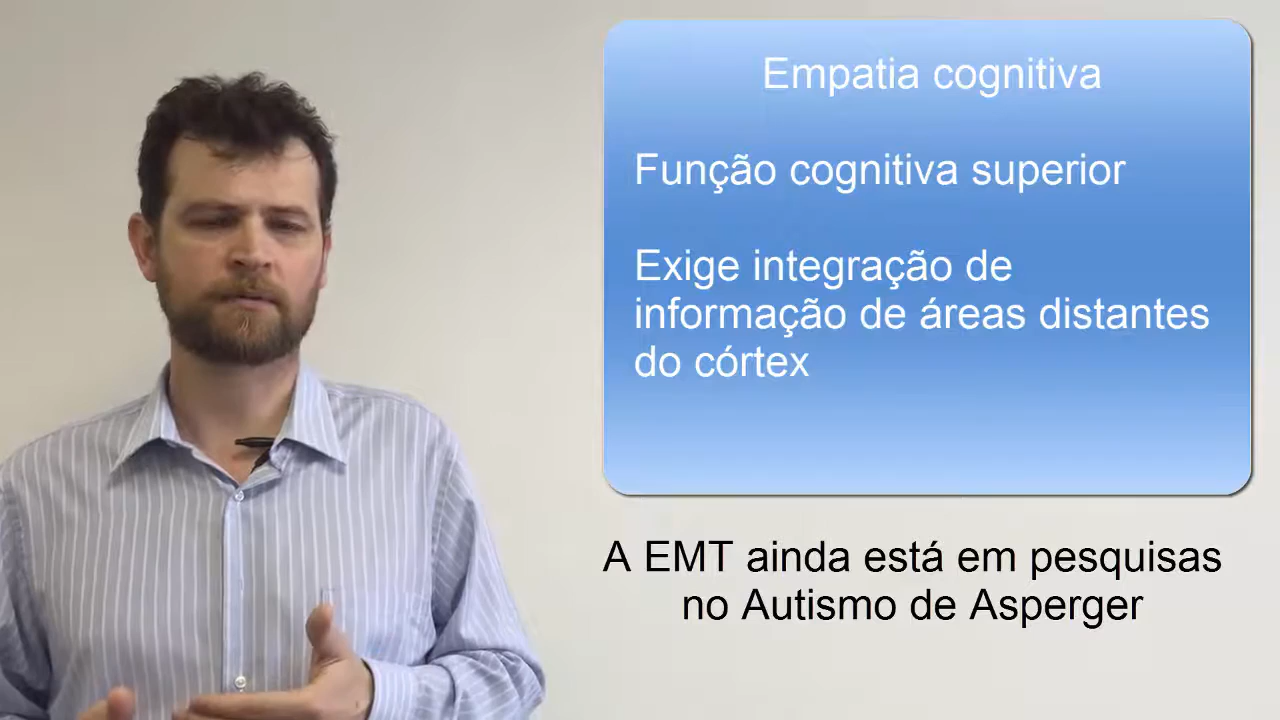 Empatia cognitiva
Função cognitiva superior
Exige integração de
informação de áreas distantes
do córtex
A EMT ainda está em pesquisas
no Autismo de Asperger